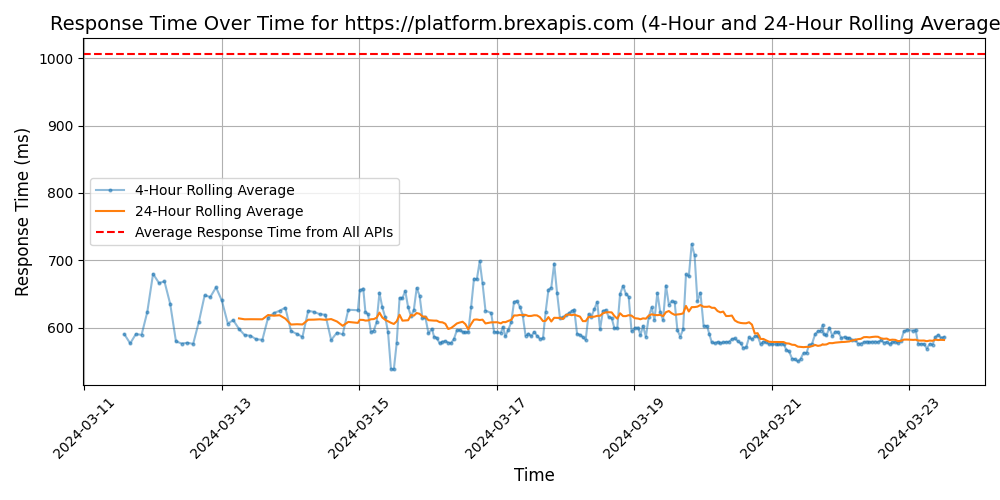 Response Time Over Time for https://platform.brexapis.com (4-Hour and 24-Hour Rolling Average
Response Time (ms)
1000
900
800
700
600
4-Hour Rolling Average
24-Hour Rolling Average
Average Response Time from All APIs
2024-03-11
2024-03-13
2024-03-15
2024-03-17
2024-03-19
2024-03-21
2024-03-23
Time